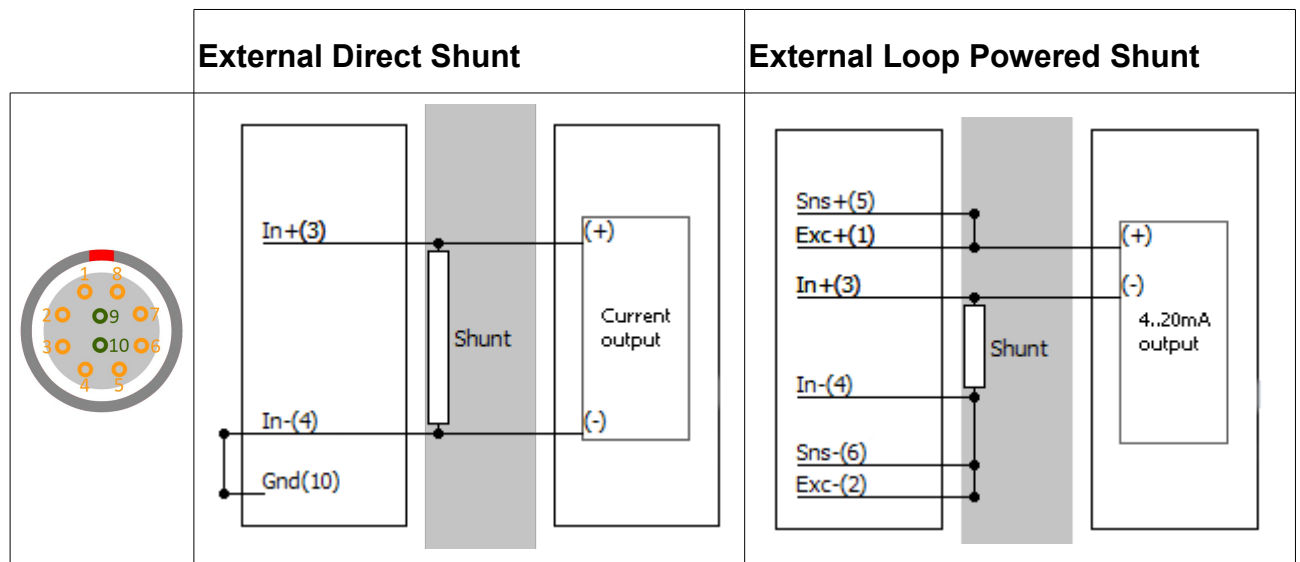 External Direct Shunt
External Loop Powered Shunt
1 8
2 9 7
3 10 6
4 5
In+(3)
(+)
Shunt
Current
output
In-(4)
(-)
Gnd(10)
Sns+(5)
Exc+(1)
(+)
In+(3)
(-)
4..20mA
output
Shunt
In-(4)
Sns-(6)
Exc-(2)